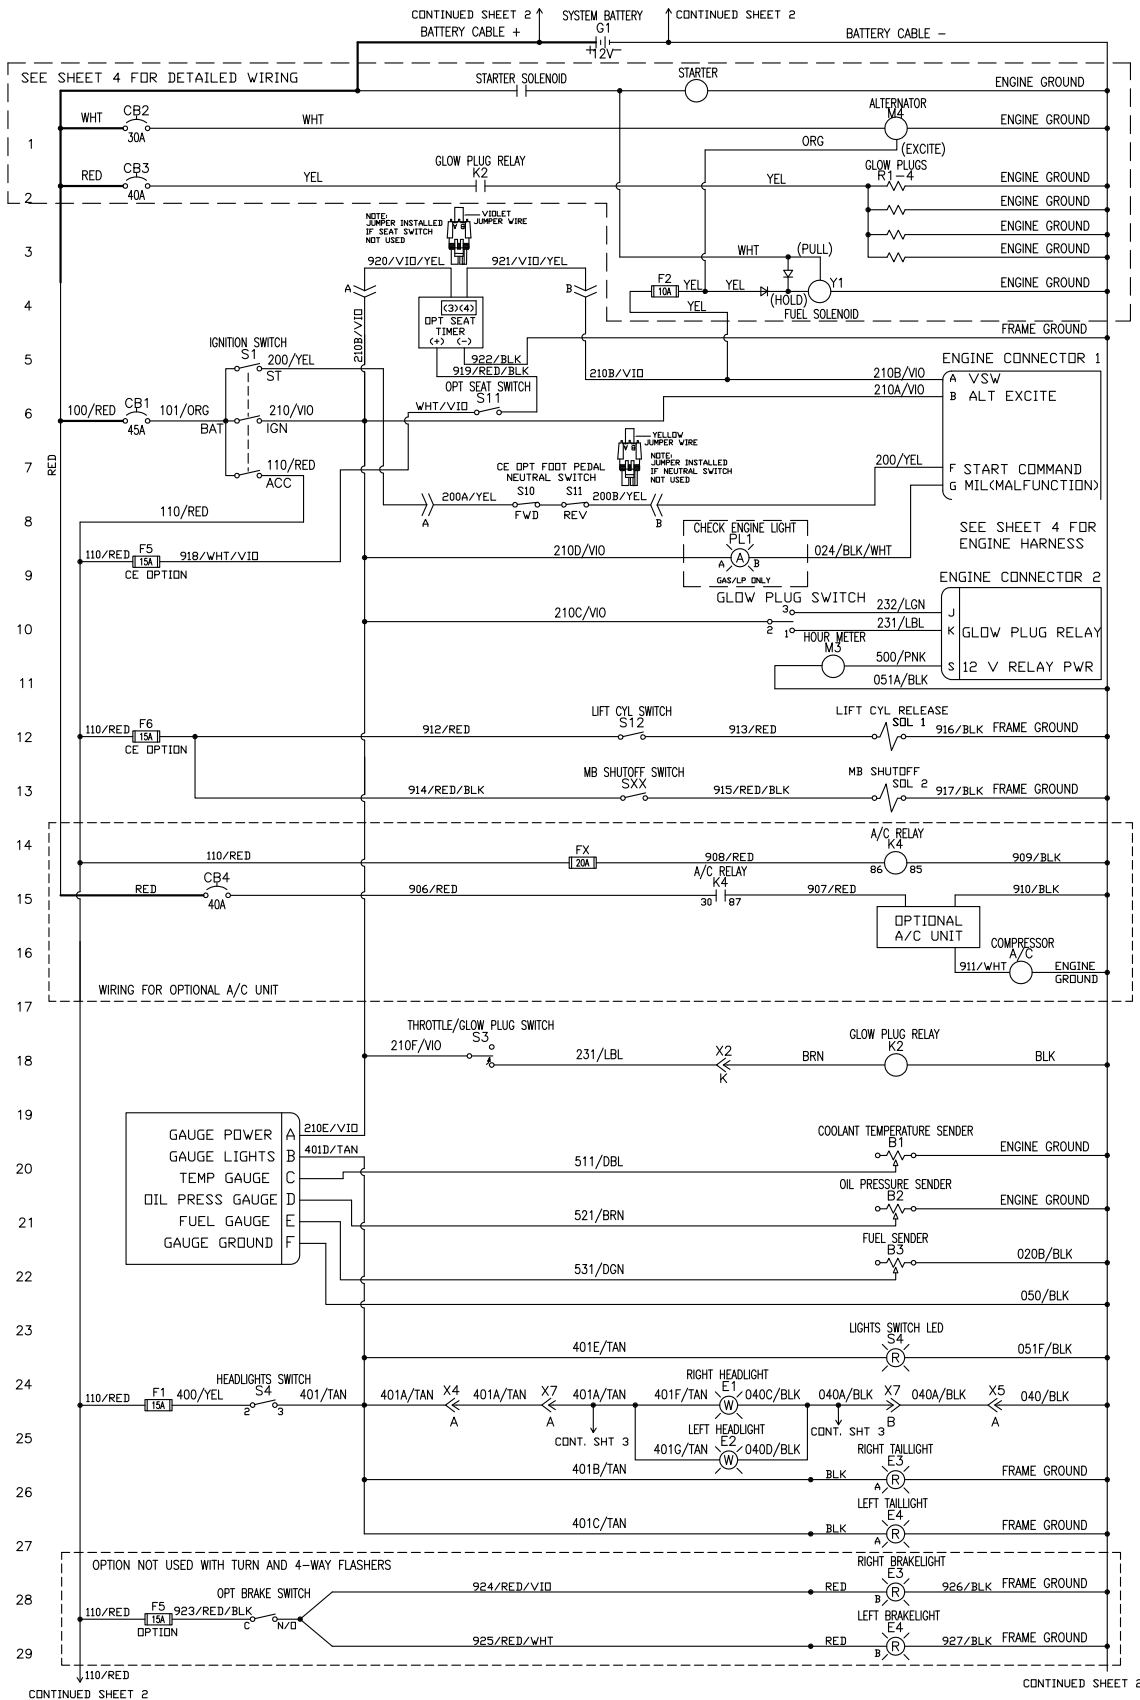 CONTINUED SHEET 2
SYSTEM BATTERY
CONTINUED SHEET 2
G1
BATTERY CABLE +
BATTERY CABLE -
+12V-
SEE SHEET 4 FOR DETAILED WIRING
STARTER SOLENOID
STARTER
ENGINE GROUND
WHT
CB2
30A
WHT
ALTERNATOR
M4
ENGINE GROUND
1
ORG
(EXCITE)
RED
CB3
40A
YEL
GLOW PLUG RELAY
K2
YEL
GLOW PLUGS
R1-4
ENGINE GROUND
2
ENGINE GROUND
NOTE:
JUMPER INSTALLED
IF SEAT SWITCH
NOT USED
VIOLET
JUMPER WIRE
ENGINE GROUND
3
WHT
(PULL)
ENGINE GROUND
920/VIO/YEL
921/VIO/YEL
A
B
F2
10A
YEL
YEL
Y1
ENGINE GROUND
4
(3)(4)
YEL
(HOLD)
FUEL SOLENOID
OPT SEAT
TIMER
(+) (-)
210B/VIO
FRAME GROUND
5
IGNITION SWITCH
S1
200/YEL
ST
922/BLK
919/RED/BLK
ENGINE CONNECTOR 1
210B/VIO
210B/VIO
A VSW
OPT SEAT SWITCH
S11
210A/VIO
B ALT EXCITE
6
100/RED
CB1
45A
101/ORG
BAT
210/VIO
IGN
WHT/VIO
YELLOW
JUMPER WIRE
NOTE:
JUMPER INSTALLED
IF NEUTRAL SWITCH
NOT USED
7
RED
110/RED
ACC
CE OPT FOOT PEDAL
NEUTRAL SWITCH
200/YEL
F START COMMAND
G MIL(MALFUNCTION)
200A/YEL
S10
FWD
S11
REV
200B/YEL
A
B
8
110/RED
CHECK ENGINE LIGHT
PL1
A
A
B
GAS/LP ONLY
SEE SHEET 4 FOR
ENGINE HARNESS
110/RED
F5
15A
918/WHT/VIO
CE OPTION
210D/VIO
024/BLK/WHT
9
ENGINE CONNECTOR 2
GLOW PLUG SWITCH
210C/VIO
3
2
1
232/LGN
J
10
231/LBL
K GLOW PLUG RELAY
HOUR METER
M3
500/PNK
S 12 V RELAY PWR
11
051A/BLK
LIFT CYL SWITCH
S12
LIFT CYL RELEASE
SOL 1
12
110/RED
F6
15A
CE OPTION
912/RED
913/RED
916/BLK FRAME GROUND
MB SHUTOFF SWITCH
SXX
MB SHUTOFF
SOL 2
13
914/RED/BLK
915/RED/BLK
917/BLK FRAME GROUND
14
110/RED
FX
20A
908/RED
A/C RELAY
K4
86
85
909/BLK
RED
CB4
40A
906/RED
A/C RELAY
K4
30
87
907/RED
910/BLK
15
OPTIONAL
A/C UNIT
16
COMPRESSOR
A/C
911/WHT
ENGINE
GROUND
WIRING FOR OPTIONAL A/C UNIT
17
THROTTLE/GLOW PLUG SWITCH
S3
GLOW PLUG RELAY
K2
210F/VIO
231/LBL
X2
K
BRN
BLK
18
19
210E/VIO
GAUGE POWER A
401D/TAN
GAUGE LIGHTS B
TEMP GAUGE C
OIL PRESS GAUGE D
FUEL GAUGE E
GAUGE GROUND F
COOLANT TEMPERATURE SENDER
B1
ENGINE GROUND
20
511/DBL
OIL PRESSURE SENDER
B2
ENGINE GROUND
21
521/BRN
FUEL SENDER
B3
020B/BLK
22
531/DGN
050/BLK
23
LIGHTS SWITCH LED
S4
R
401E/TAN
051F/BLK
24
110/RED
F1
15A
400/YEL
HEADLIGHTS SWITCH
S4
2
3
401/TAN
401A/TAN
X4
A
401A/TAN
X7
A
401A/TAN
401F/TAN
RIGHT HEADLIGHT
E1
W
040C/BLK
040A/BLK
X7
B
040A/BLK
X5
A
040/BLK
25
CONT. SHT 3
CONT. SHT 3
LEFT HEADLIGHT
E2
W
401G/TAN
040D/BLK
401B/TAN
BLK
RIGHT TAILLIGHT
E3
A
R
FRAME GROUND
26
401C/TAN
BLK
LEFT TAILLIGHT
E4
A
R
FRAME GROUND
27
OPTION NOT USED WITH TURN AND 4-WAY FLASHERS
924/RED/VIO
RED
RIGHT BRAKELIGHT
E3
B
R
926/BLK FRAME GROUND
28
110/RED
F5
15A
OPTION
923/RED/BLK
OPT BRAKE SWITCH
C
N/O
925/RED/WHT
RED
LEFT BRAKELIGHT
E4
B
R
927/BLK FRAME GROUND
29
110/RED
CONTINUED SHEET 2
CONTINUED SHEET 2